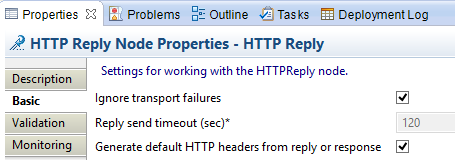 Properties Problems Outline Tasks Deployment Log
HTTP Reply Node Properties - HTTP Reply
Description
Basic
Validation
Monitoring
Settings for working with the HTTPReply node.
Ignore transport failures
Reply send timeout (sec)* 120
Generate default HTTP headers from reply or response